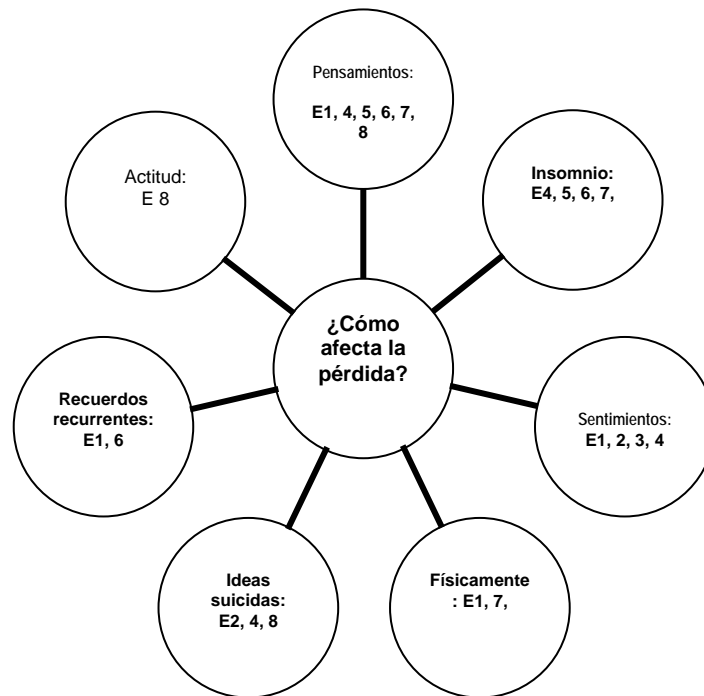 Pensamientos:
E1, 4, 5, 6, 7,
8
Insomnio:
E4, 5, 6, 7,
Sentimientos:
E1, 2, 3, 4
Físicamente
: E1, 7,
Ideas
suicidas:
E2, 4, 8
Recuerdos
recurrentes:
E1, 6
Actitud:
E 8
¿Cómo
afecta la
pérdida?